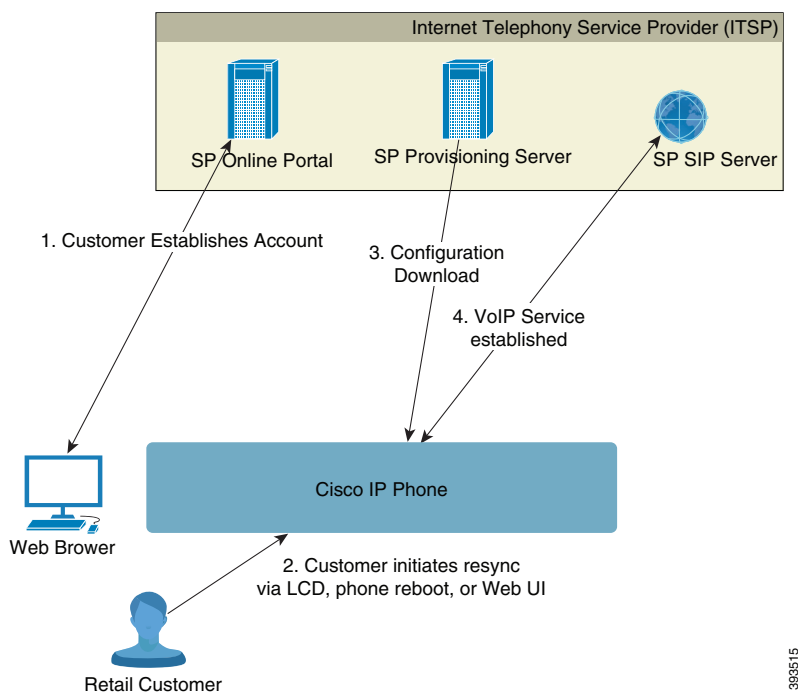 Internet Telephony Service Provider (ITSP)
SP Online Portal
SP Provisioning Server
SP SIP Server
1. Customer Establishes Account
3. Configuration
Download
4. VoIP Service
established
Cisco IP Phone
Web Brower
2. Customer initiates resync
via LCD, phone reboot, or Web UI
Retail Customer
393515